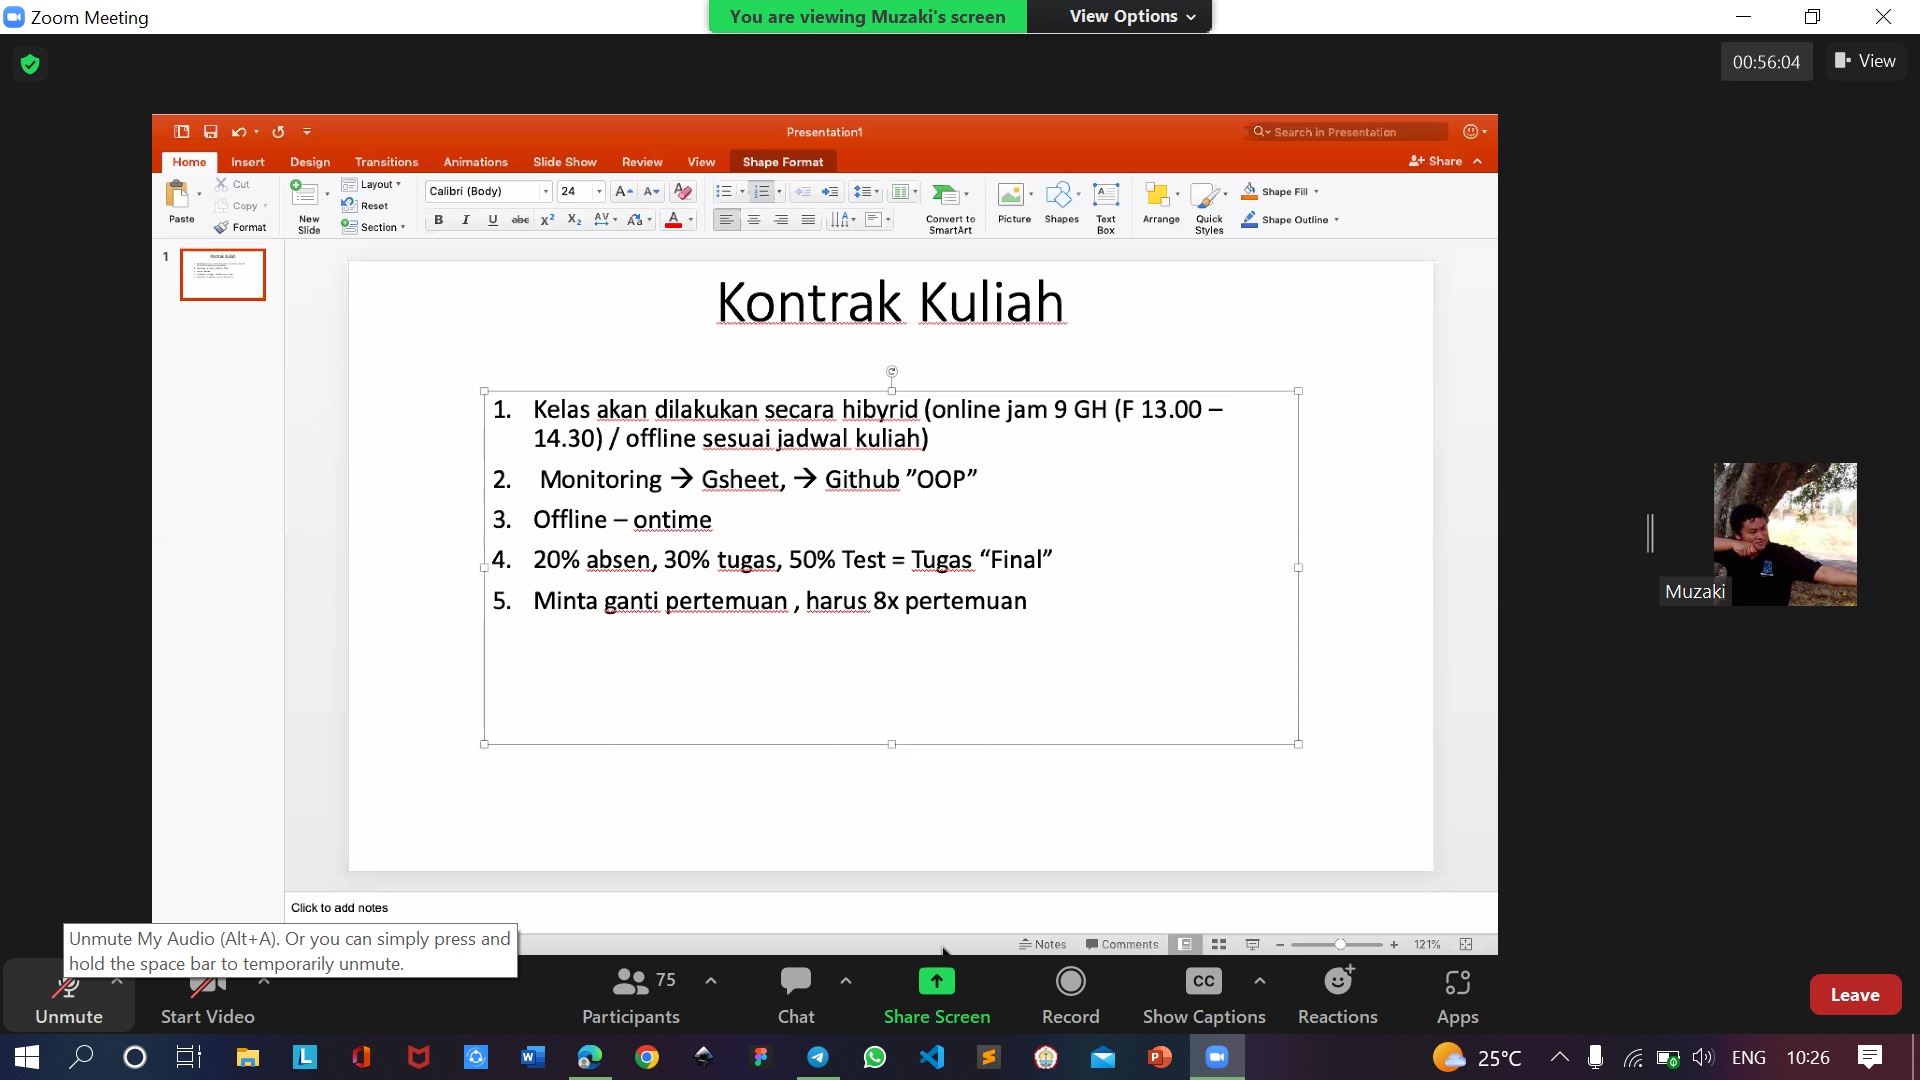 Zoom Meeting
You are viewing Muzaki's screen
View Options
00:56:04
View
Presentation1
Search in Presentation
Home
Insert
Design
Transitions
Animations
Slide Show
Review
View
Shape Format
Share
Paste
Cut
Copy
Format
New Slide
Layout
Reset
Section
Calibri (Body)
24
Convert to SmartArt
Picture
Shapes
Text Box
Arrange
Quick Styles
Shape Fill
Shape Outline
1
Kontrak Kuliah
1. Kelas akan dilakukan secara hibyrid (online jam 9 GH (F 13.00 –
14.30) / offline sesuai jadwal kuliah)
2. Monitoring → Gsheet, → Github ”OOP”
3. Offline – ontime
4. 20% absen, 30% tugas, 50% Test = Tugas “Final”
5. Minta ganti pertemuan , harus 8x pertemuan
Muzaki
Click to add notes
Unmute My Audio (Alt+A). Or you can simply press and
hold the space bar to temporarily unmute.
Notes
Comments
121%
Unmute
Start Video
75
Participants
Chat
Share Screen
Record
CC
Show Captions
Reactions
Apps
Leave
25°C
ENG
10:26